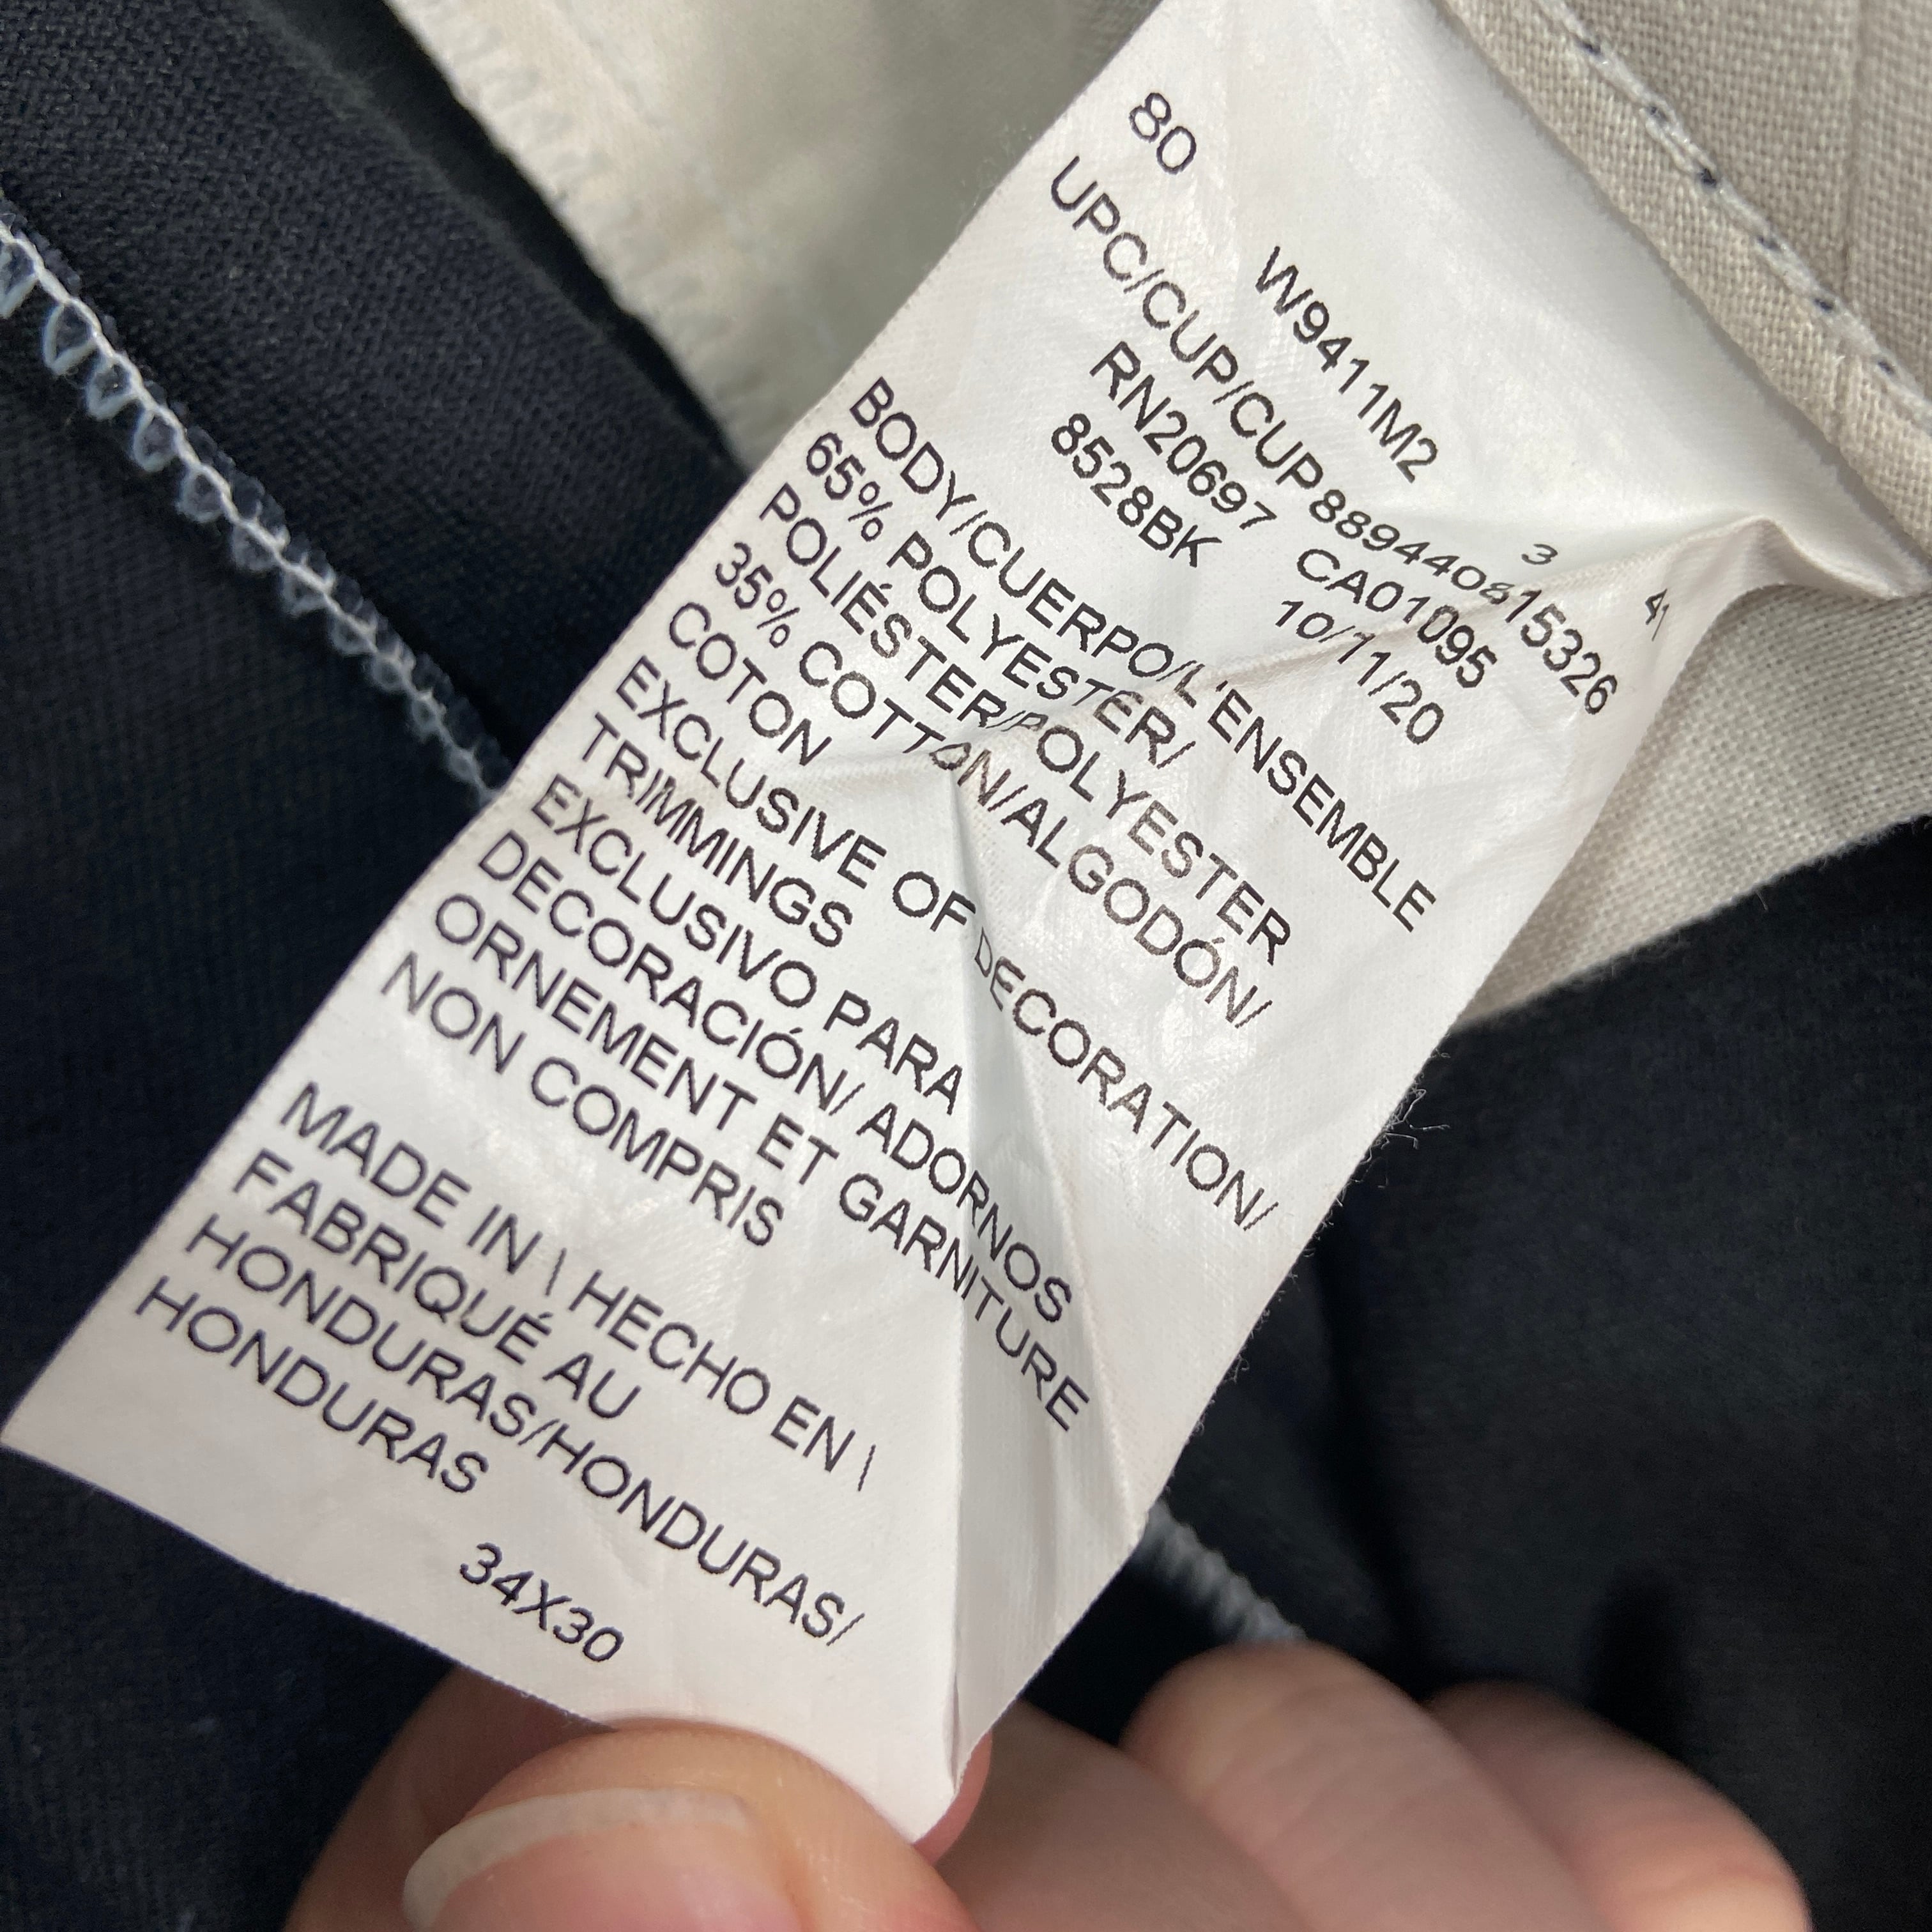 80 W9411M2 3 41
UPC/CUP/CUP 889440815326
RN20697 CA01095
8528BK 10/11/20
BODY/CUERPO/L'ENSEMBLE
65% POLYESTER/
POLIÉSTER/POLYESTER
35% COTTON/ALGODÓN/
COTON
EXCLUSIVE OF DECORATION/
TRIMMINGS
EXCLUSIVO PARA
DECORACIÓN/ ADORNOS
ORNEMENT ET GARNITURE
NON COMPRIS
MADE IN \ HECHO EN \
FABRIQUÉ AU
HONDURAS/HONDURAS/
HONDURAS
34X30